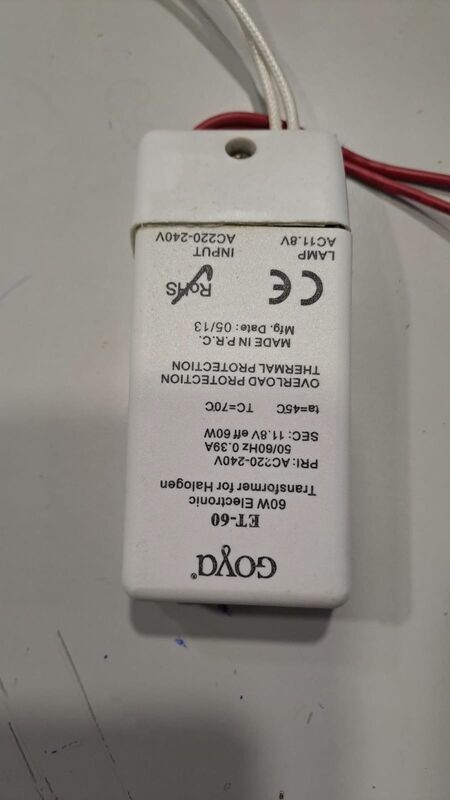 GOya®
ET-60
60W Electronic
Transformer for Halogen
PRI: AC220-240V
50/60Hz 0.39A
SEC: 11.8V eff 60W
ta=45C TC=70C
OVERLOAD PROTECTION
THERMAL PROTECTION
MADE IN P.R.C.
Mfg. Date: 05/13
CE RoHS
LAMP INPUT
AC11.8V AC220-240V